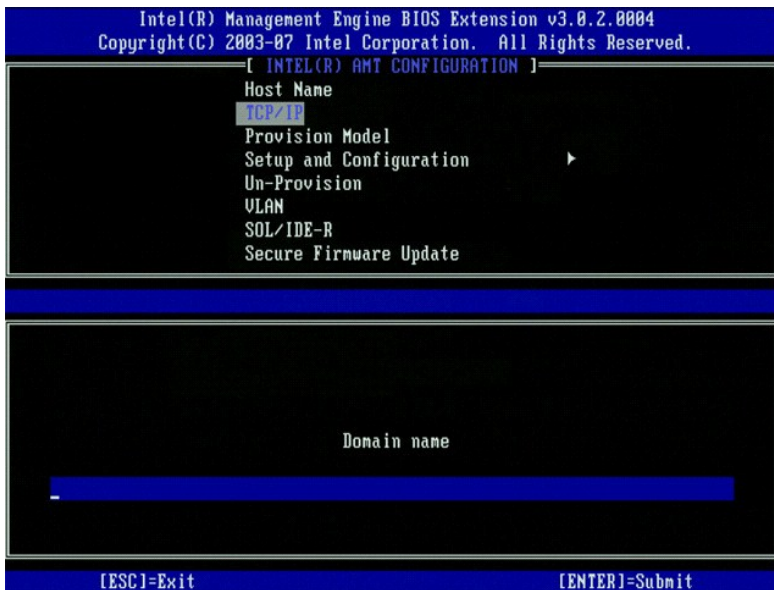 Intel(R) Management Engine BIOS Extension v3.0.2.0004
Copyright(C) 2003-07 Intel Corporation. All Rights Reserved.
[ INTEL(R) AMT CONFIGURATION ]
Host Name
TCP/IP
Provision Model
Setup and Configuration
Un-Provision
VLAN
SOL/IDE-R
Secure Firmware Update
Domain name
[ESC]=Exit [ENTER]=Submit